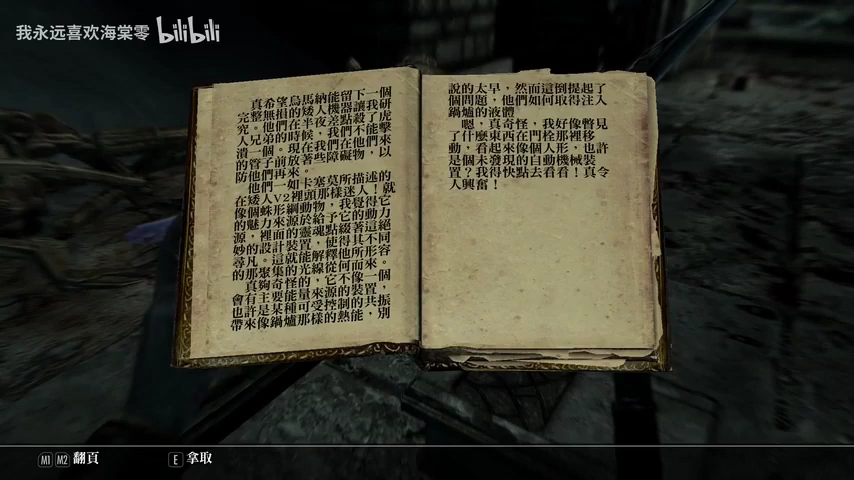 我永远喜欢海棠零 bilibili
真希望烏馬納能留下一個
完整無損的矮人機器讓我研
究。他們在半夜差點殺了虎
人兄弟的時候，我們不能擊
潰一個。現在我們在他們來
的管子前放著些障礙物，以
防他們再來。
他們一如卡塞莫所描述的
在矮人V2裡頭那樣迷人！就
像個蛛形綱動物，我覺得它
的魅力來源於給予它的動力
源，裡面的靈魂點綴著這絕
妙的設計裝置，使得其不同
尋凡。這就能解釋他所形容
的那聚集的光線從何而來。
真夠奇怪的，它不像一個，
會有主要能量來源的裝置，
也許是某種可受控制的共振
帶來像鍋爐那樣的熱能，別
說的太早，然而這倒提起了
個問題，他們如何取得注入
鍋爐的液體
嗯，真奇怪，我好像瞥見
了什麼東西在門栓那裡移
動，看起來像個人形，也許
是個未發現的自動機械裝
置？我得快點去看看！真令
人興奮！
M1 M2 翻頁
E 拿取